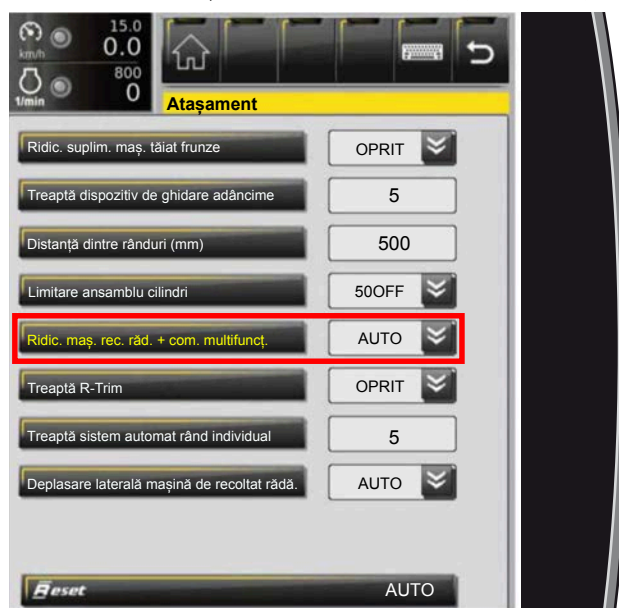 15.0
km/h 0.0
800
1/min 0
Atașament
Ridic. suplim. maș. tăiat frunze OPRIT
Treaptă dispozitiv de ghidare adâncime 5
Distanță dintre rânduri (mm) 500
Limitare ansamblu cilindri 50OFF
Ridic. maș. rec. răd. + com. multifuncț. AUTO
Treaptă R-Trim OPRIT
Treaptă sistem automat rând individual 5
Deplasare laterală mașină de recoltat rădă. AUTO
Reset AUTO